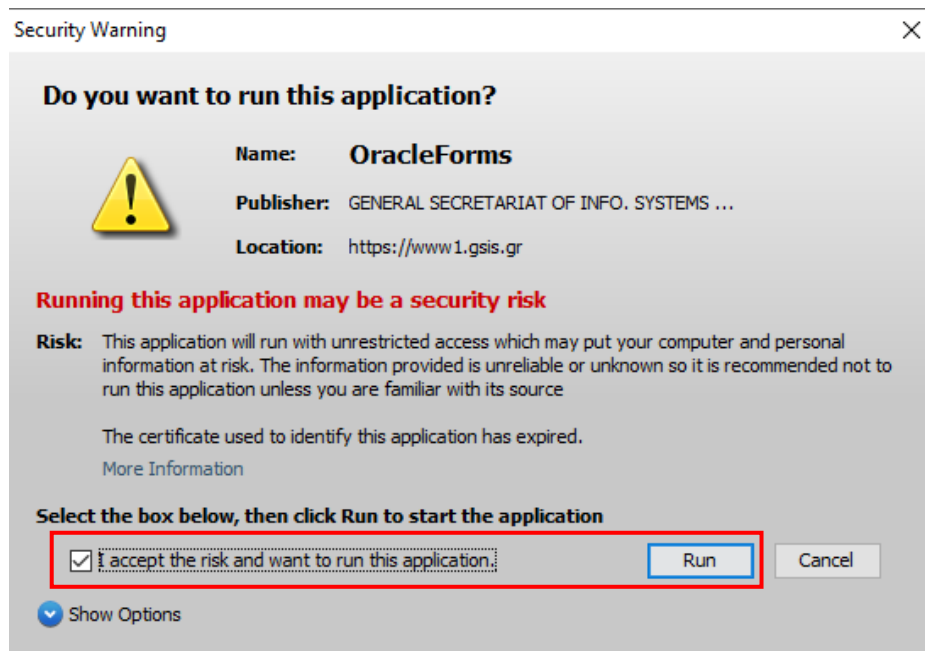 Security Warning
Do you want to run this application?
Name: OracleForms
Publisher: GENERAL SECRETARIAT OF INFO. SYSTEMS ...
Location: https://www1.gsis.gr
Running this application may be a security risk
Risk: This application will run with unrestricted access which may put your computer and personal
information at risk. The information provided is unreliable or unknown so it is recommended not to
run this application unless you are familiar with its source
The certificate used to identify this application has expired.
More Information
Select the box below, then click Run to start the application
I accept the risk and want to run this application. Run Cancel
Show Options